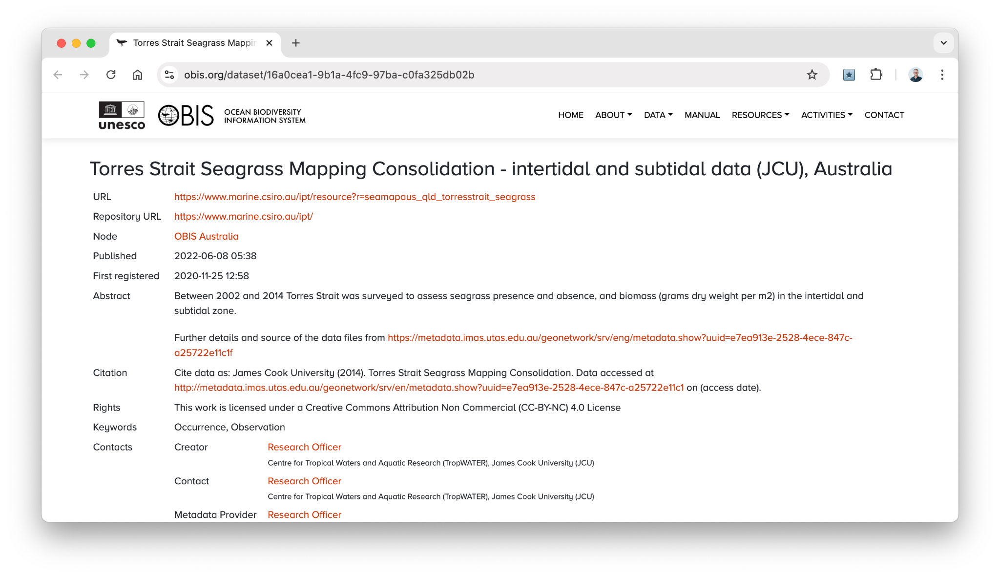 Torres Strait Seagrass Mappin
obis.org/dataset/16a0cea1-9b1a-4fc9-97ba-c0fa325db02b
unesco
OBIS
OCEAN BIODIVERSITY
INFORMATION SYSTEM
HOME ABOUT DATA MANUAL RESOURCES ACTIVITIES CONTACT
Torres Strait Seagrass Mapping Consolidation - intertidal and subtidal data (JCU), Australia
URL https://www.marine.csiro.au/ipt/resource?r=seamapaus_qld_torresstrait_seagrass
Repository URL https://www.marine.csiro.au/ipt/
Node OBIS Australia
Published 2022-06-08 05:38
First registered 2020-11-25 12:58
Abstract Between 2002 and 2014 Torres Strait was surveyed to assess seagrass presence and absence, and biomass (grams dry weight per m2) in the intertidal and
subtidal zone.
Further details and source of the data files from https://metadata.imas.utas.edu.au/geonetwork/srv/eng/metadata.show?uuid=e7ea913e-2528-4ece-847c-
a25722e11c1f
Citation Cite data as: James Cook University (2014). Torres Strait Seagrass Mapping Consolidation. Data accessed at
http://metadata.imas.utas.edu.au/geonetwork/srv/en/metadata.show?uuid=e7ea913e-2528-4ece-847c-a25722e11c1 on (access date).
Rights This work is licensed under a Creative Commons Attribution Non Commercial (CC-BY-NC) 4.0 License
Keywords Occurrence, Observation
Contacts Creator Research Officer
Centre for Tropical Waters and Aquatic Research (TropWATER), James Cook University (JCU)
Contact Research Officer
Centre for Tropical Waters and Aquatic Research (TropWATER), James Cook University (JCU)
Metadata Provider Research Officer